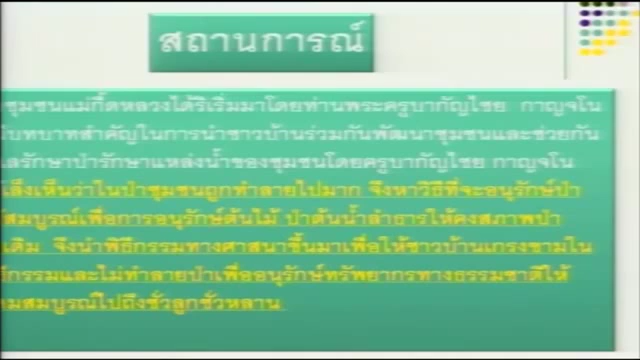 สถานการณ์
ชุมชนแม่กึ๊ดหลวงได้ริเริ่มมาโดยท่านพระครูบากัญไชย กาญจโน
บทบาทสำคัญในการนำชาวบ้านร่วมกันพัฒนาชุมชนและช่วยกัน
แลรักษาป่ารักษาแหล่งน้ำของชุมชนโดยครูบากัญไชย กาญจโน
เล็งเห็นว่าในป่าชุมชนถูกทำลายไปมาก จึงหาวิธีที่จะอนุรักษ์ป่า
สมบูรณ์เพื่อการอนุรักษ์ต้นไม้ ป่าต้นน้ำลำธารให้คงสภาพป่า
เดิม จึงนำพิธีกรรมทางศาสนาขึ้นมาเพื่อให้ชาวบ้านเกรงขามใน
กรรมและไม่ทำลายป่าเพื่ออนุรักษ์ทรัพยากรทางธรรมชาติให้
มสมบูรณ์ไปถึงชั่วลูกชั่วหลาน